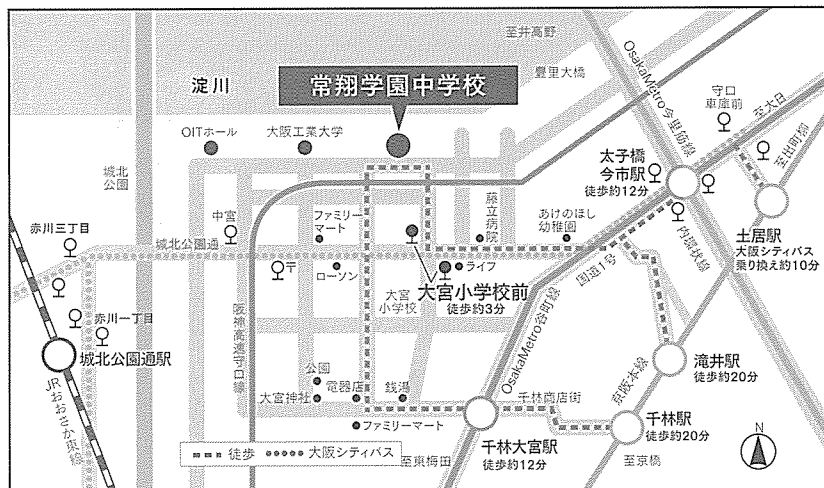 至井高野
OsakaMetro今里筋線
淀川
常翔学園中学校
豊里大橋
守口
車庫前
至大日
至出町柳
OITホール
大阪工業大学
太子橋
今市駅
徒歩約12分
城北
公園
赤川三丁目
中宮
ファミリー
マート
藤立病院
あけのほし
幼稚園
土居駅
大阪シティバス
乗り換え約10分
城北公園通
内環状線
国道1号
ローソン
大宮
小学校
ライフ
大宮小学校前
徒歩約3分
赤川一丁目
阪神高速守口線
OsakaMetro谷町線
城北公園通駅
JRおおさか東線
滝井駅
徒歩約20分
京阪本線
公園
電器店
銭湯
大宮神社
千林商店街
ファミリーマート
千林大宮駅
徒歩約12分
千林駅
徒歩約20分
徒歩
大阪シティバス
至東梅田
至京橋
N